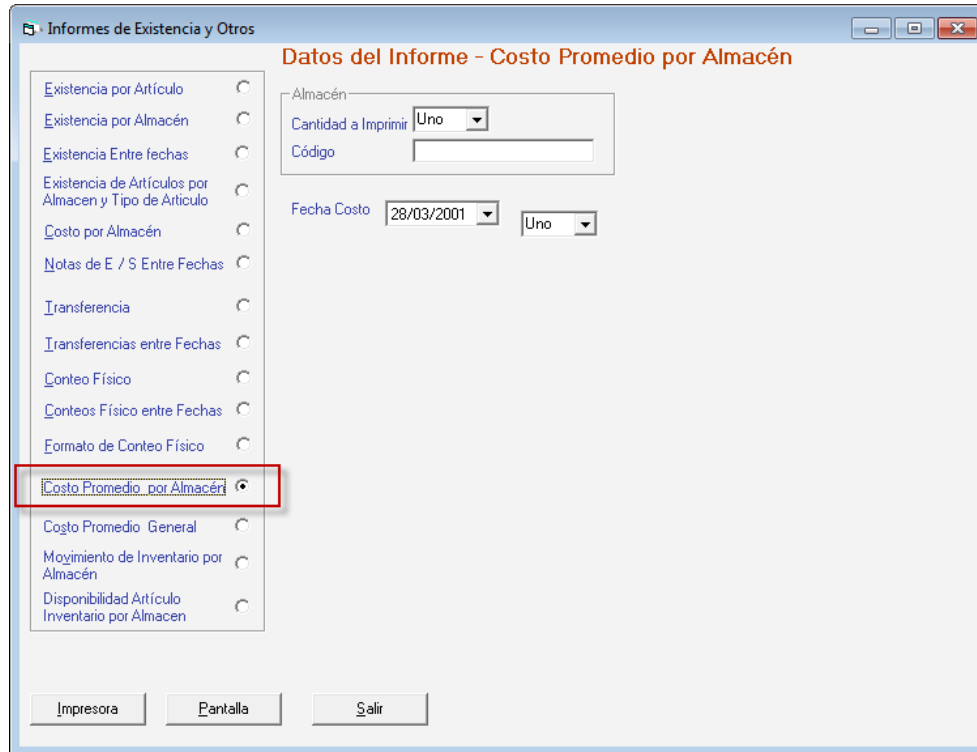 Informes de Existencia y Otros
Datos del Informe - Costo Promedio por Almacén
Existencia por Artículo
Existencia por Almacén
Existencia Entre fechas
Existencia de Artículos por
Almacen y Tipo de Articulo
Costo por Almacén
Notas de E / S Entre Fechas
Transferencia
Transferencias entre Fechas
Conteo Físico
Conteos Físico entre Fechas
Formato de Conteo Físico
Costo Promedio por Almacén
Costo Promedio General
Movimiento de Inventario por
Almacén
Disponibilidad Artículo
Inventario por Almacen
Almacén
Cantidad a Imprimir Uno
Código
Fecha Costo 28/03/2001 Uno
Impresora Pantalla Salir